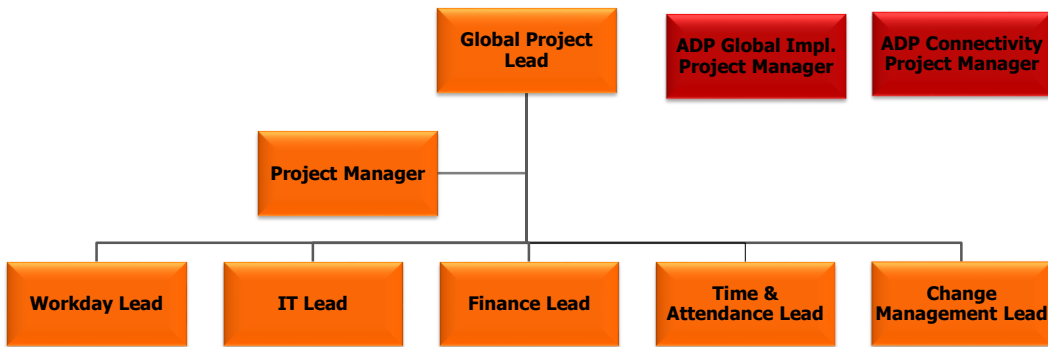 Global Project
Lead
ADP Global Impl.
Project Manager
ADP Connectivity
Project Manager
Project Manager
Workday Lead
IT Lead
Finance Lead
Time &
Attendance Lead
Change
Management Lead